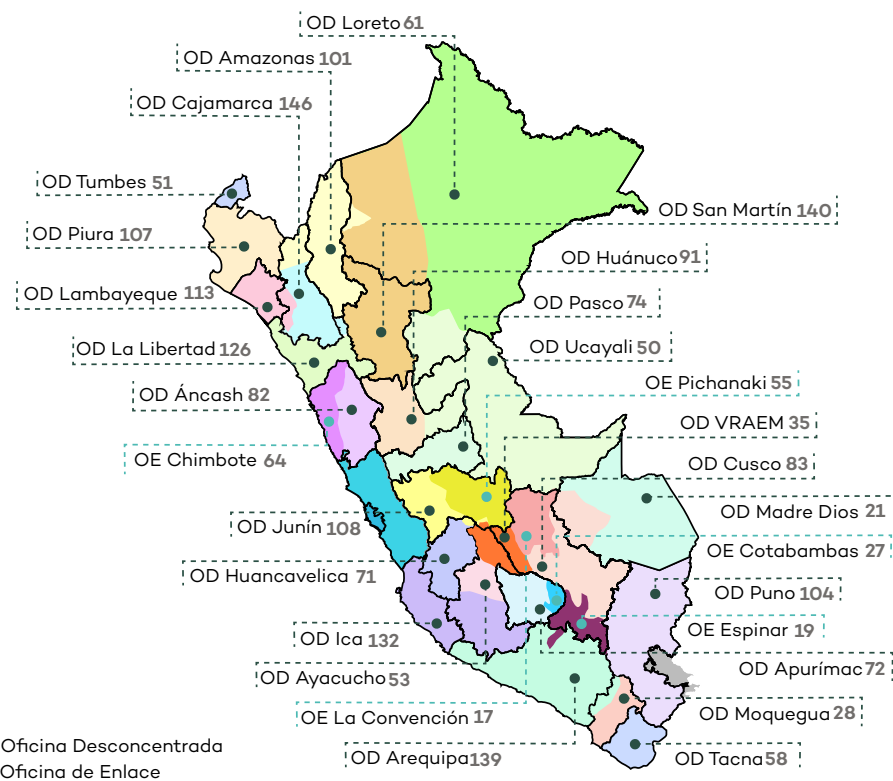 OD Loreto 61
OD Amazonas 101
OD Cajamarca 146
OD Tumbes 51
OD San Martín 140
OD Piura 107
OD Huánuco 91
OD Lambayeque 113
OD Pasco 74
OD La Libertad 126
OD Ucayali 50
OE Pichanaki 55
OD Áncash 82
OD VRAEM 35
OE Chimbote 64
OD Cusco 83
OD Madre Dios 21
OD Junín 108
OE Cotabambas 27
OD Huancavelica 71
OD Puno 104
OE Espinar 19
OD Ica 132
OD Apurímac 72
OD Ayacucho 53
OD Moquegua 28
OE La Convención 17
Oficina Desconcentrada
OD Arequipa 139
OD Tacna 58
Oficina de Enlace